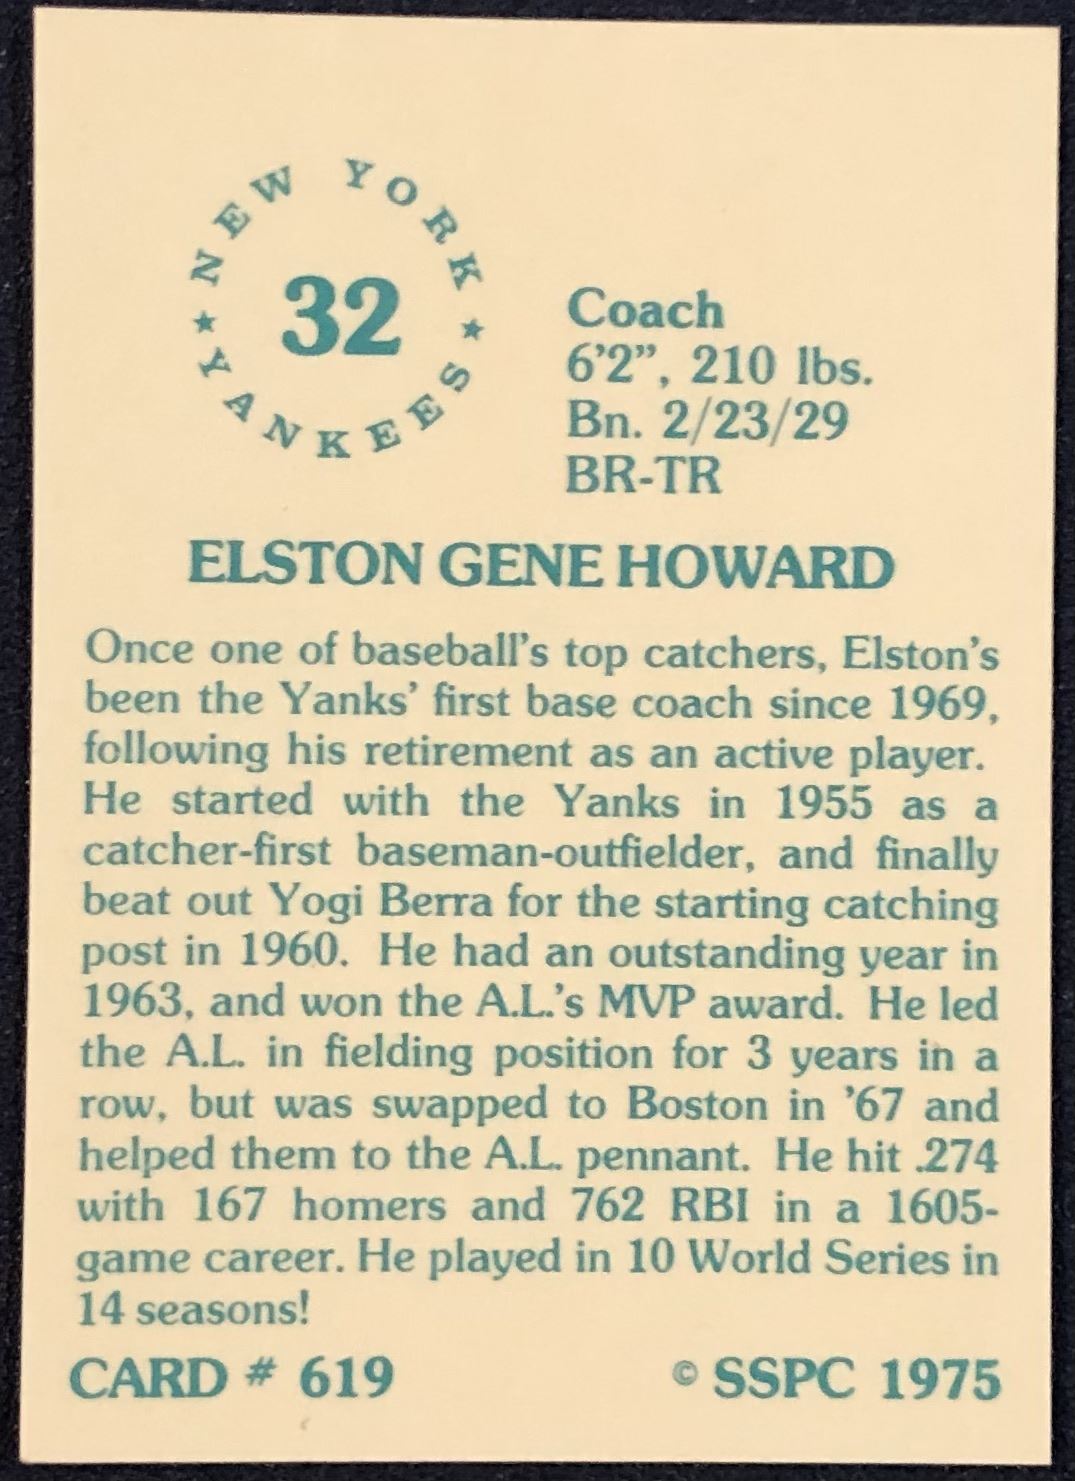 NEW YORK
★ 32 ★
YANKEES
Coach
6’2”, 210 lbs.
Bn. 2/23/29
BR-TR
ELSTON GENE HOWARD
Once one of baseball’s top catchers, Elston’s
been the Yanks’ first base coach since 1969,
following his retirement as an active player.
He started with the Yanks in 1955 as a
catcher-first baseman-outfielder, and finally
beat out Yogi Berra for the starting catching
post in 1960. He had an outstanding year in
1963, and won the A.L.’s MVP award. He led
the A.L. in fielding position for 3 years in a
row, but was swapped to Boston in ’67 and
helped them to the A.L. pennant. He hit .274
with 167 homers and 762 RBI in a 1605-
game career. He played in 10 World Series in
14 seasons!
CARD # 619 © SSPC 1975